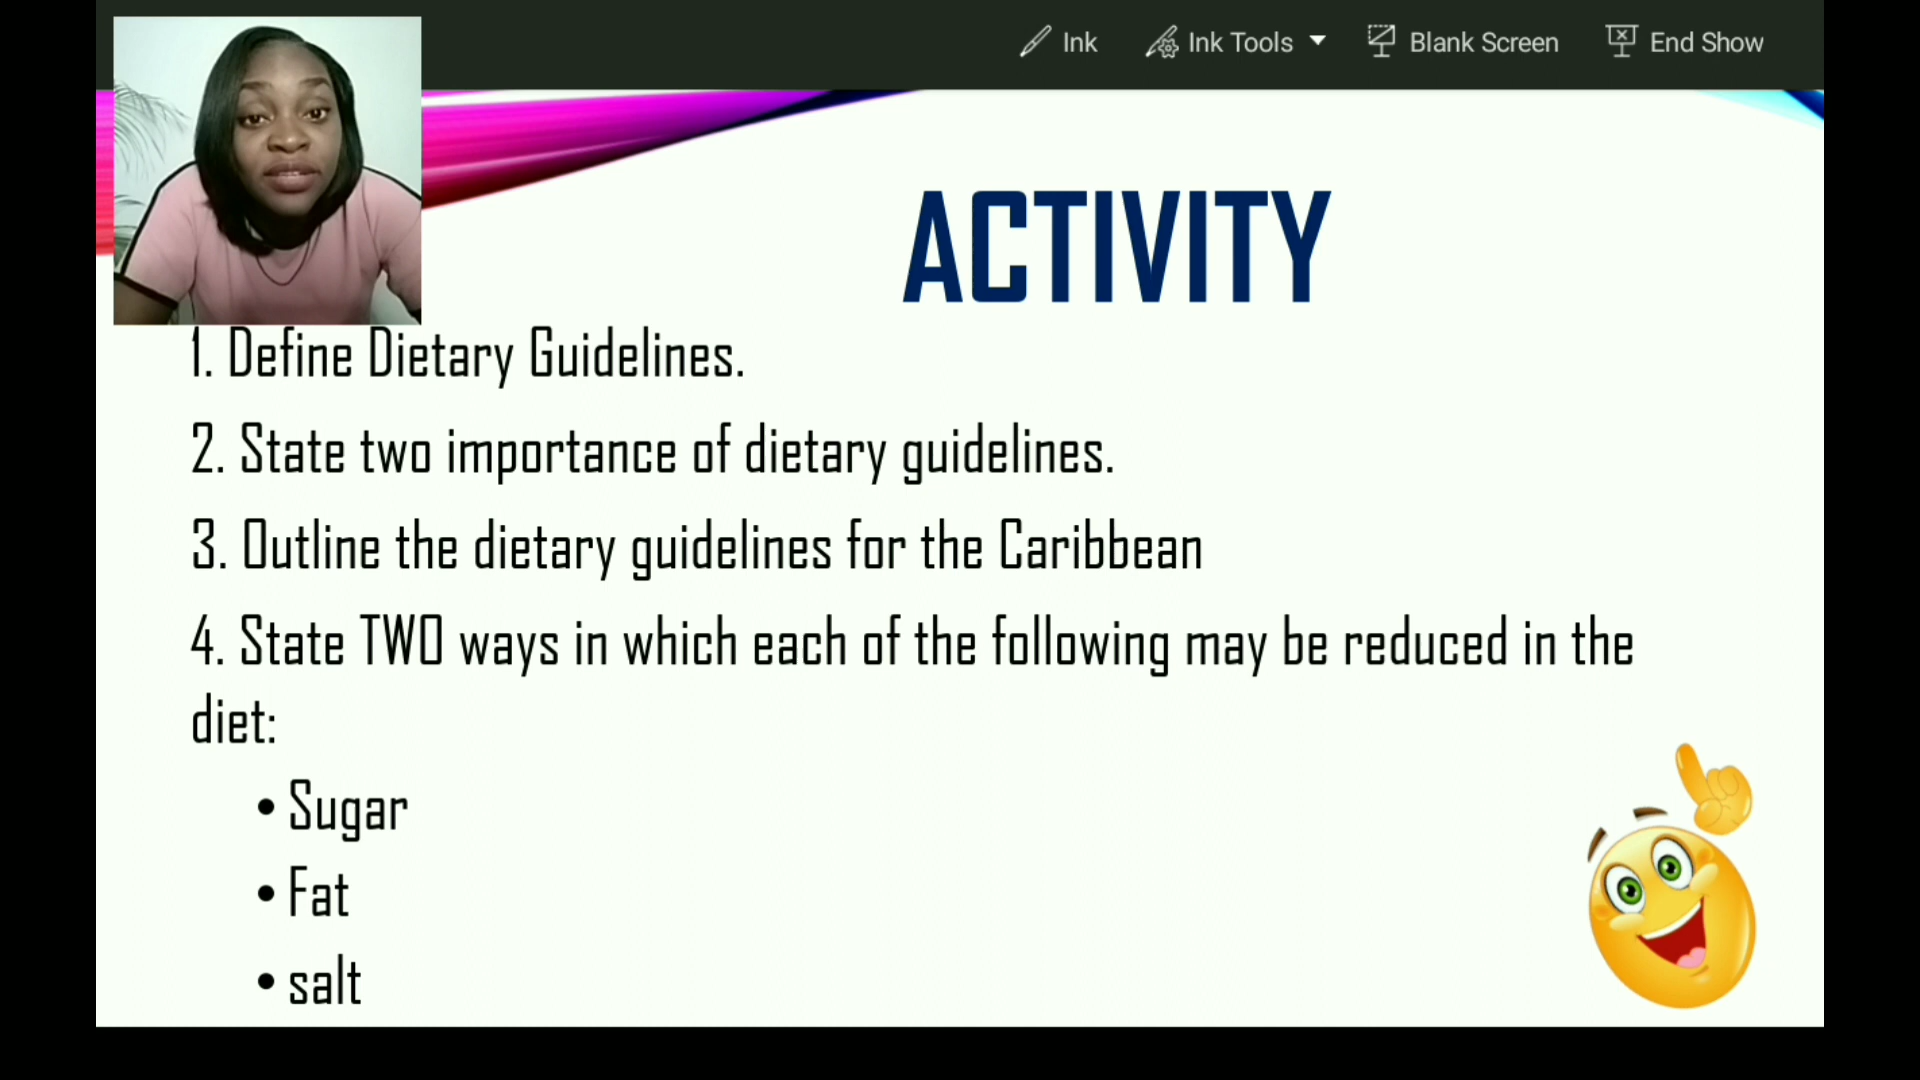 Ink Ink Tools Blank Screen End Show
ACTIVITY
1. Define Dietary Guidelines.
2. State two importance of dietary guidelines.
3. Outline the dietary guidelines for the Caribbean
4. State TWO ways in which each of the following may be reduced in the
diet:
• Sugar
• Fat
• salt